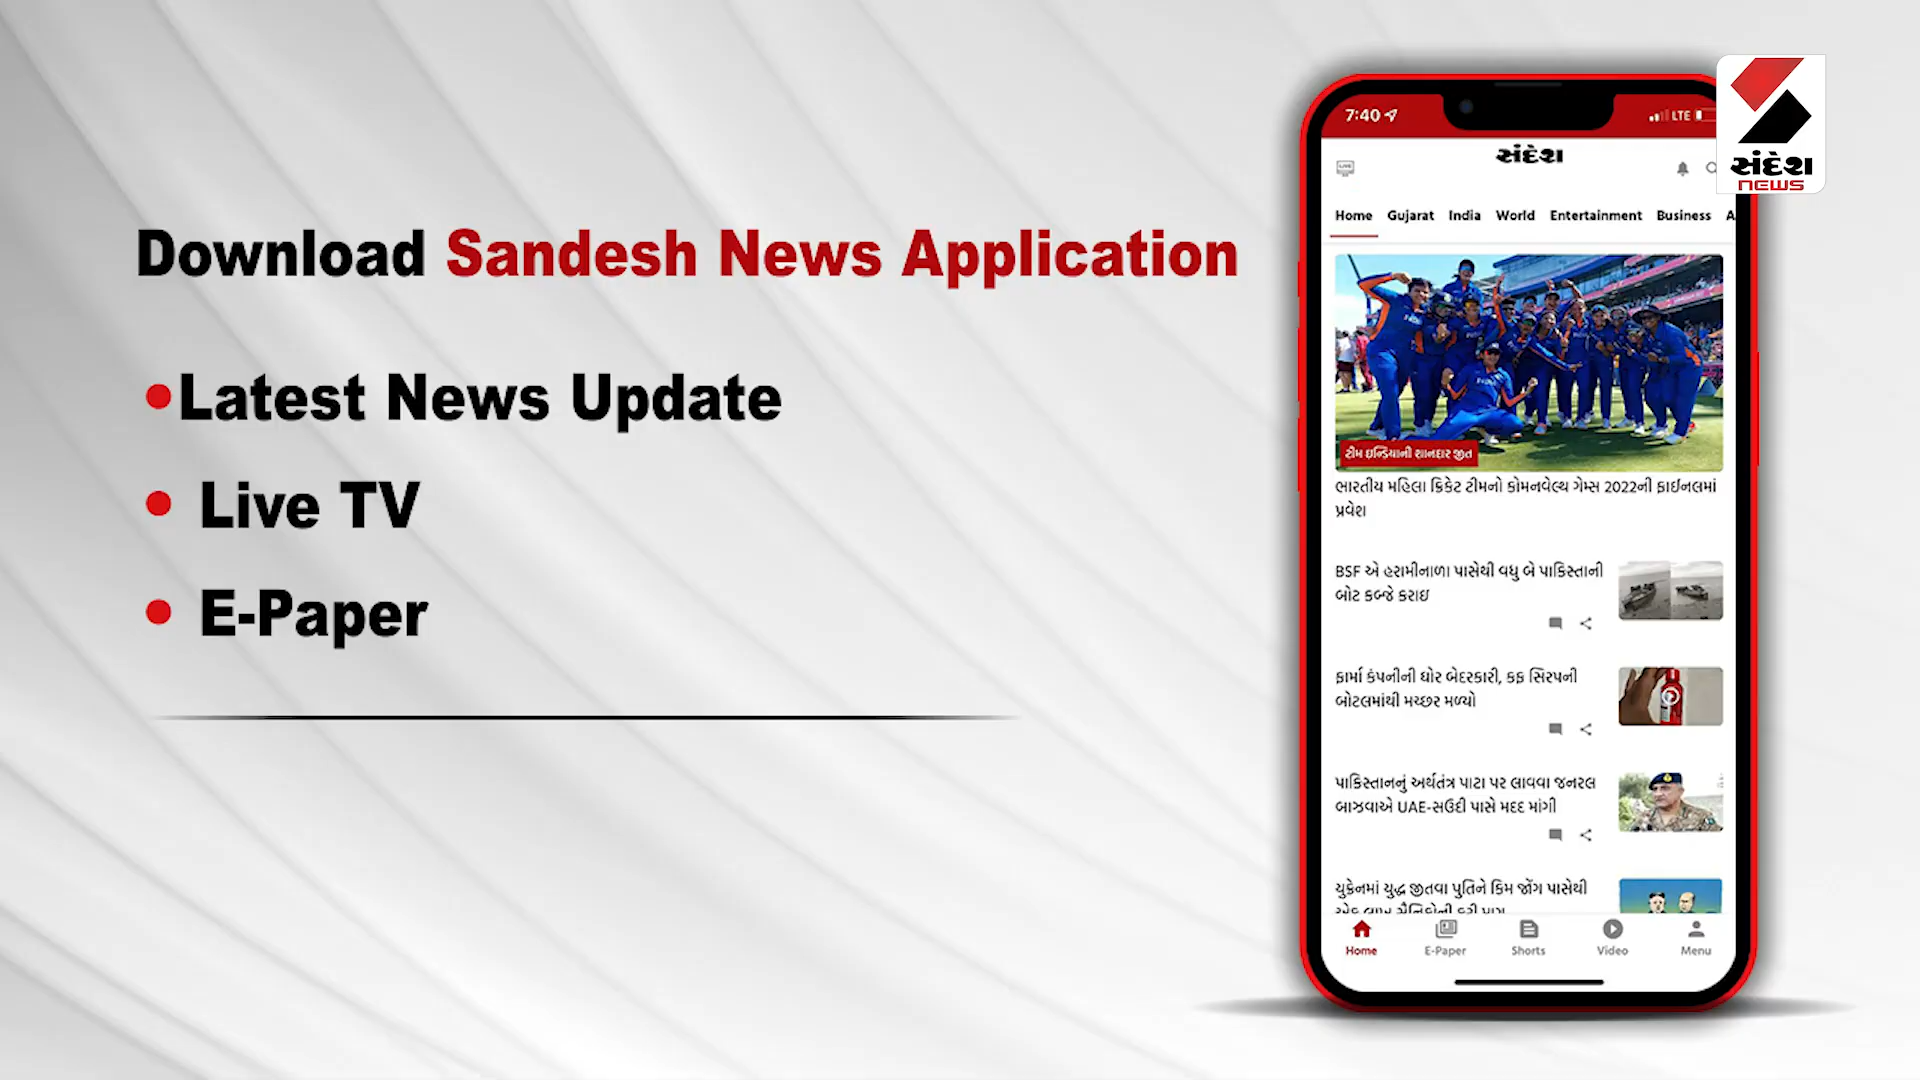 Download Sandesh News Application
•Latest News Update
• Live TV
• E-Paper
7:40
LTE
સંદેશ
સંદેશ
NEWS
Home Gujarat India World Entertainment Business A
ટીમ ઇન્ડિયાની શાનદાર જીત
ભારતીય મહિલા ક્રિકેટ ટીમનો કોમનવેલ્થ ગેમ્સ 2022ની ફાઈનલમાં
પ્રવેશ
BSF એ હરામીનાળા પાસેથી વધુ બે પાકિસ્તાની
બોટ કબ્જે કરાઇ
ફાર્મા કંપનીની ઘોર બેદરકારી, કફ સિરપની
બોટલમાંથી મચ્છર મળ્યો
પાકિસ્તાનનું અર્થતંત્ર પાટા પર લાવવા જનરલ
બાઝવાએ UAE-સઉદી પાસે મદદ માંગી
યુક્રેનમાં યુદ્ધ જીતવા પુતિને કિમ જોંગ પાસેથી
Home E-Paper Shorts Video Menu